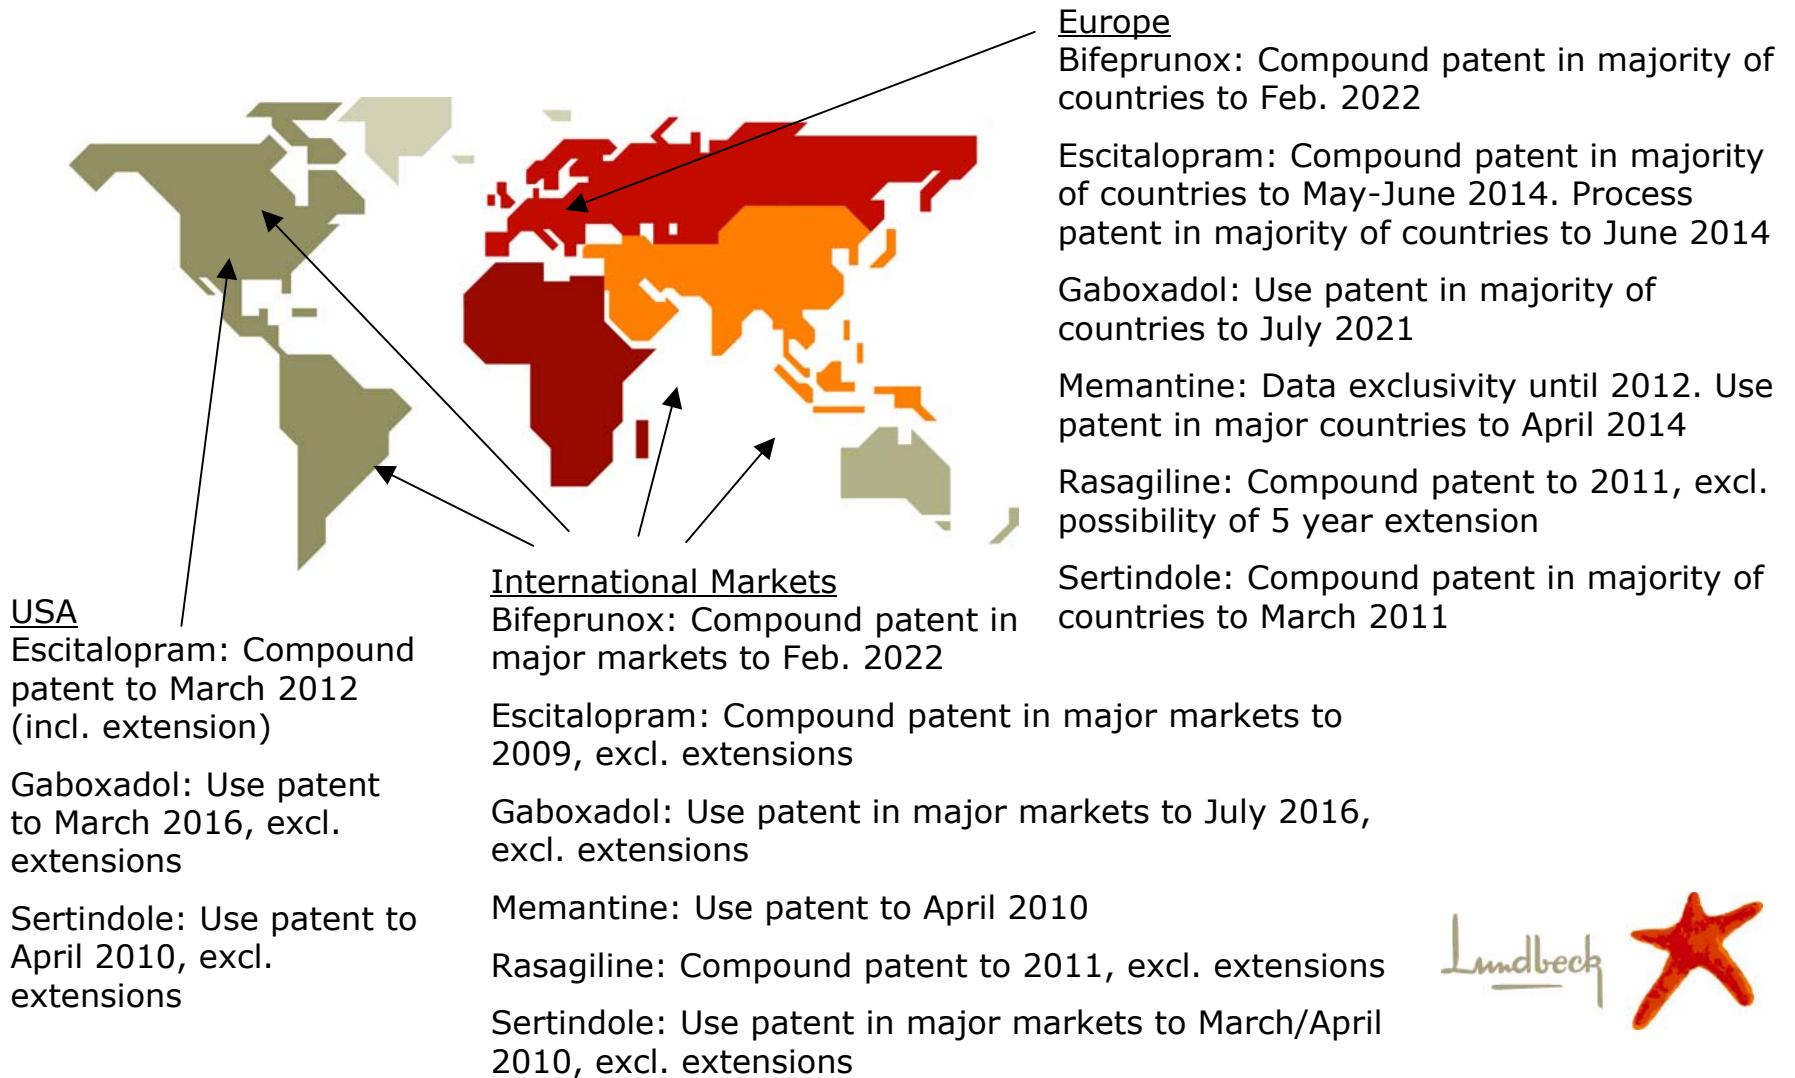 Europe
Bifeprunox: Compound patent in majority of
countries to Feb. 2022
Escitalopram: Compound patent in majority
of countries to May-June 2014. Process
patent in majority of countries to June 2014
Gaboxadol: Use patent in majority of
countries to July 2021
Memantine: Data exclusivity until 2012. Use
patent in major countries to April 2014
Rasagiline: Compound patent to 2011, excl.
possibility of 5 year extension
Sertindole: Compound patent in majority of
countries to March 2011
USA
Escitalopram: Compound
patent to March 2012
(incl. extension)
Gaboxadol: Use patent
to March 2016, excl.
extensions
Sertindole: Use patent to
April 2010, excl.
extensions
International Markets
Bifeprunox: Compound patent in
major markets to Feb. 2022
Escitalopram: Compound patent in major markets to
2009, excl. extensions
Gaboxadol: Use patent in major markets to July 2016,
excl. extensions
Memantine: Use patent to April 2010
Rasagiline: Compound patent to 2011, excl. extensions
Sertindole: Use patent in major markets to March/April
2010, excl. extensions
Lundbeck